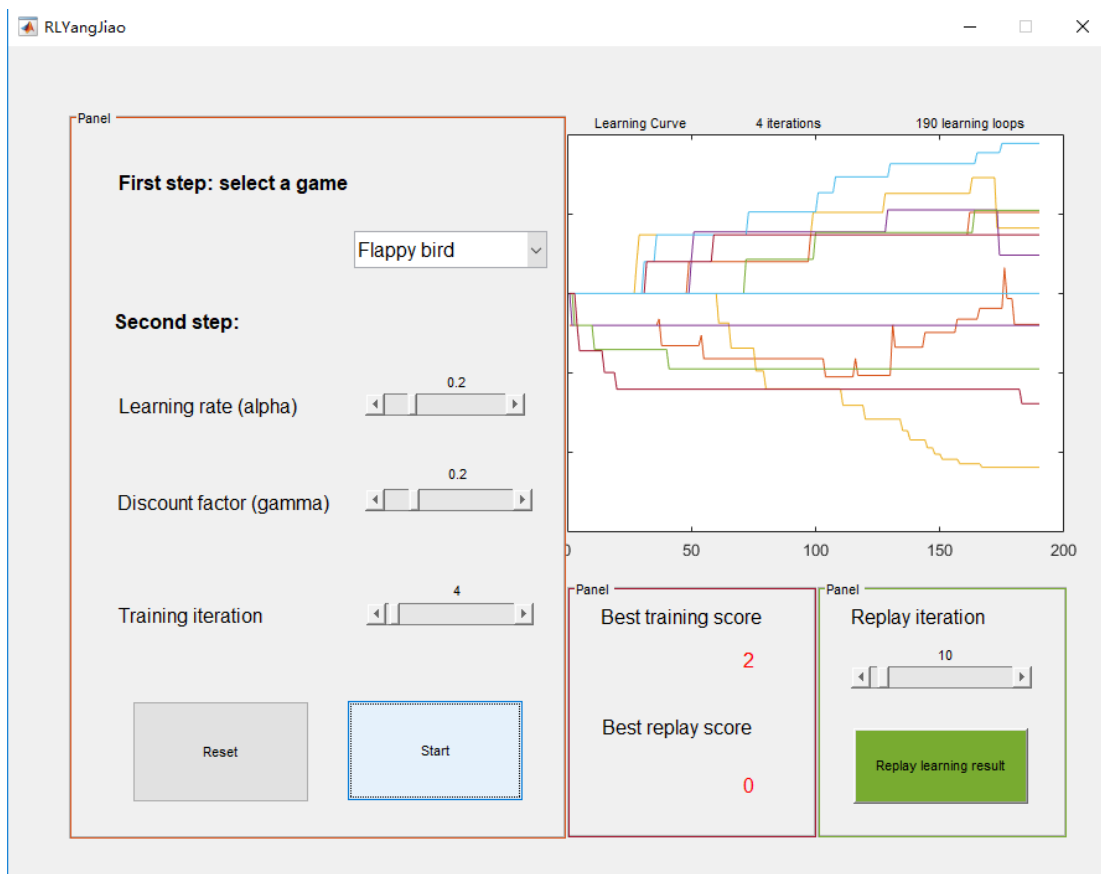 RLYangJiao
Panel
First step: select a game
Flappy bird
Second step:
0.2
Learning rate (alpha)
0.2
Discount factor (gamma)
4
Training iteration
Reset
Start
Learning Curve 4 iterations 190 learning loops
0 50 100 150 200
Panel
Best training score
2
Best replay score
0
Panel
Replay iteration
10
Replay learning result